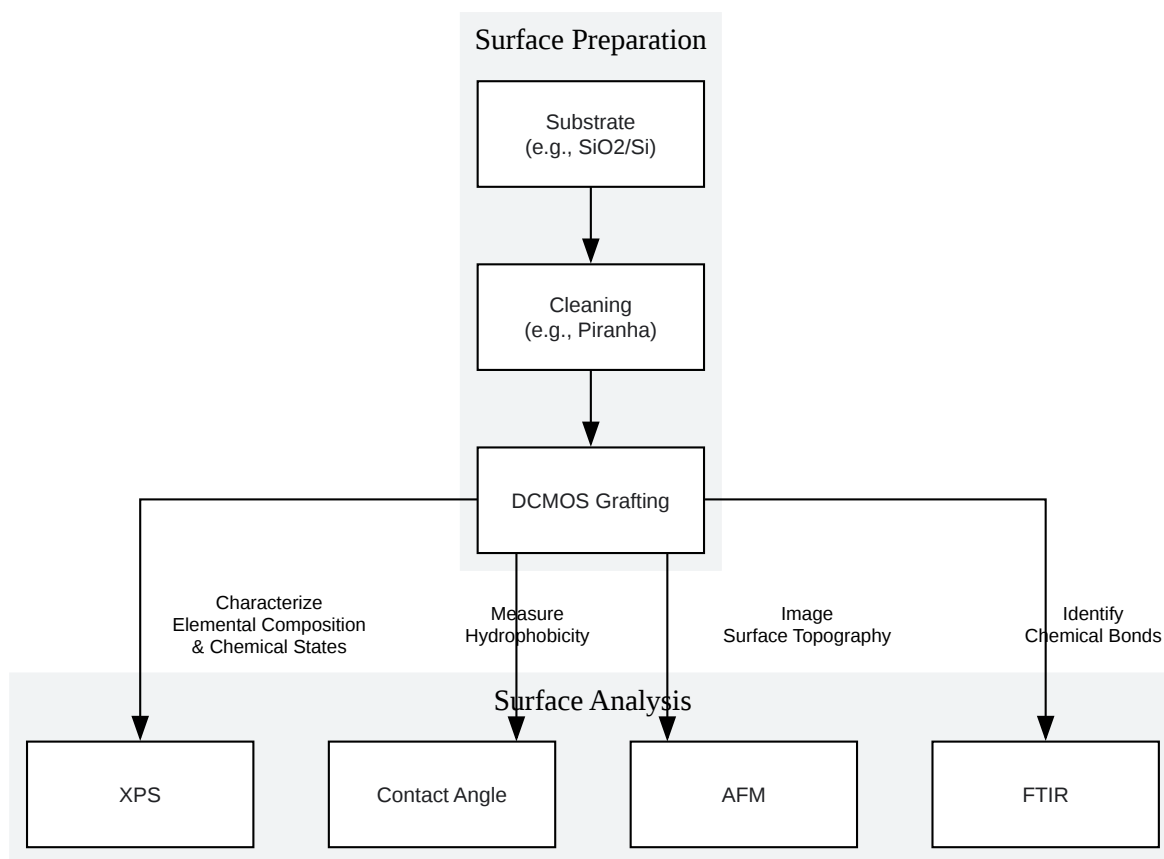 Surface Preparation
Substrate
(e.g., SiO2/Si)
Cleaning
(e.g., Piranha)
DCMOS Grafting
Characterize
Elemental Composition
& Chemical States
Measure
Hydrophobicity
Image
Surface Topography
Identify
Chemical Bonds
Surface Analysis
XPS
Contact Angle
AFM
FTIR